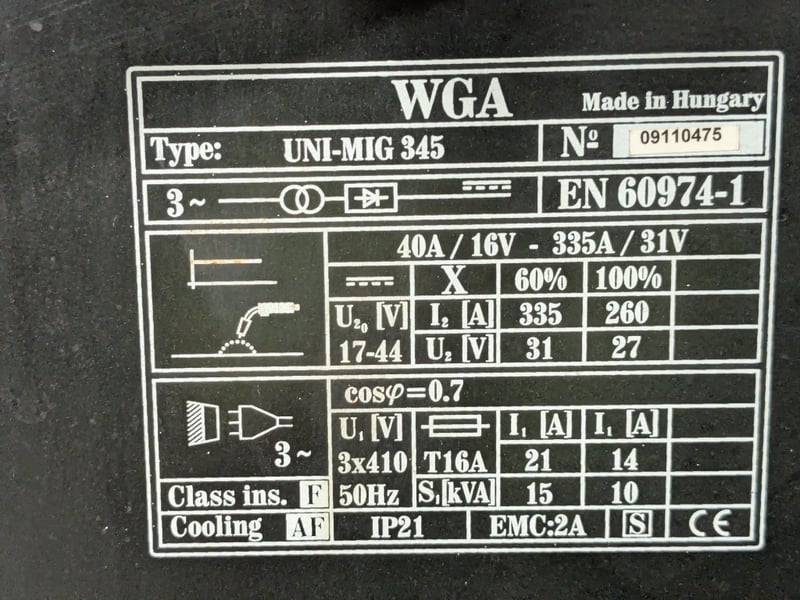 WGA Made in Hungary
Type: UNI-MIG 345 Nº 09110475
3~ EN 60974-1
40A / 16V - 335A / 31V
X 60% 100%
U₂₀ [V] I₂ [A] 335 260
17-44 U₂ [V] 31 27
cosφ=0.7
3~ U₁ [V] I₁ [A] I₁ [A]
3x410 T16A 21 14
Class ins. F 50Hz S₁[kVA] 15 10
Cooling AF IP21 EMC:2A S CE